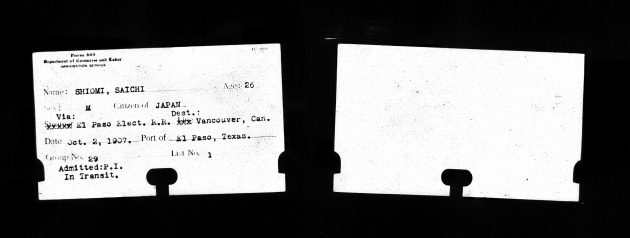 Form 548
Department of Commerce and Labor
IMMIGRATION SERVICE
Name: SHIOMI, SAICHI Age: 26
Sex: M Citizen of JAPAN
Via: Dest.:
El Paso Elect. R.R. xxx Vancouver, Can.
Date Oct. 2, 1907. Port of El Paso, Texas.
Group No. 29 List No. 1
Admitted:P.I.
In Transit.